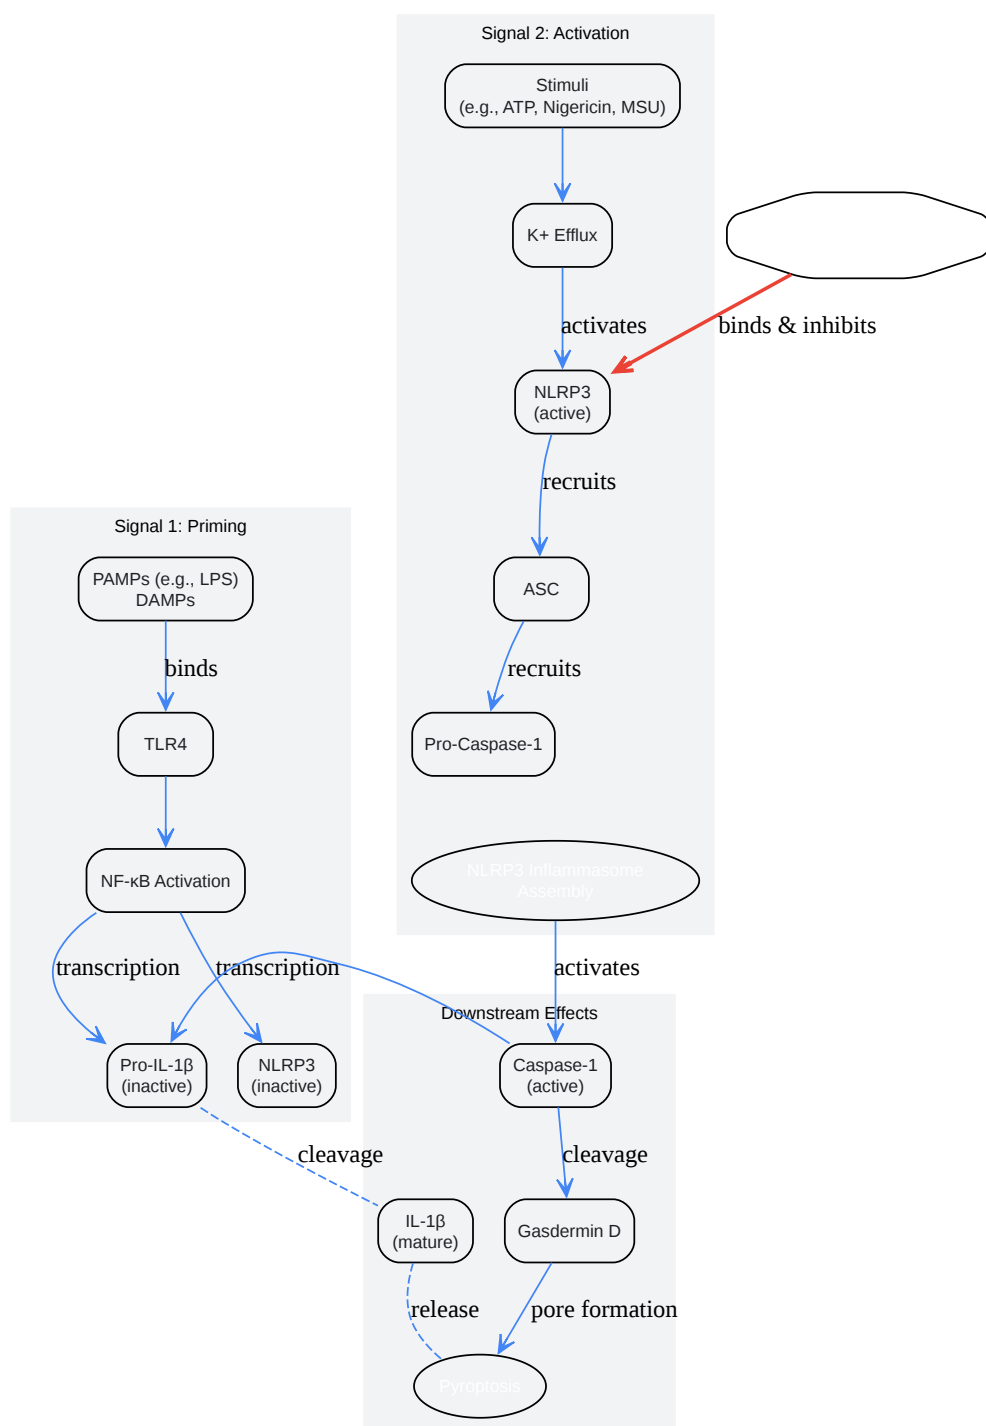 Signal 2: Activation
Stimuli
(e.g., ATP, Nigericin, MSU)
K+ Efflux
activates
binds & inhibits
NLRP3
(active)
recruits
ASC
recruits
Pro-Caspase-1
NLRP3 Inflammasome
Assembly
activates
Signal 1: Priming
PAMPs (e.g., LPS)
DAMPs
binds
TLR4
NF-κB Activation
transcription
transcription
Pro-IL-1β
(inactive)
NLRP3
(inactive)
Downstream Effects
Caspase-1
(active)
cleavage
cleavage
IL-1β
(mature)
Gasdermin D
release
pore formation
Pyroptosis